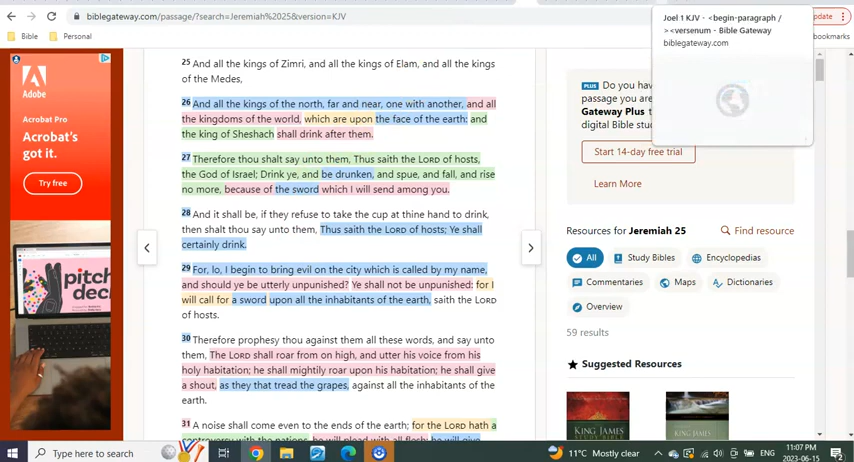 biblegateway.com/passage/?search=Jeremiah%2025&version=KJV
Update
Bible
Personal
bookmarks
Joel 1 KJV - <begin-paragraph /
><versenum - Bible Gateway
biblegateway.com
Adobe
Acrobat Pro
Acrobat's
got it.
Try free
pitch
dec
25 And all the kings of Zimri, and all the kings of Elam, and all the kings
of the Medes,
26 And all the kings of the north, far and near, one with another, and all
the kingdoms of the world, which are upon the face of the earth: and
the king of Sheshach shall drink after them.
27 Therefore thou shalt say unto them, Thus saith the LORD of hosts,
the God of Israel; Drink ye, and be drunken, and spue, and fall, and rise
no more, because of the sword which I will send among you.
28 And it shall be, if they refuse to take the cup at thine hand to drink,
then shalt thou say unto them, Thus saith the LORD of hosts; Ye shall
certainly drink.
29 For, lo, I begin to bring evil on the city which is called by my name,
and should ye be utterly unpunished? Ye shall not be unpunished: for I
will call for a sword upon all the inhabitants of the earth, saith the LORD
of hosts.
30 Therefore prophesy thou against them all these words, and say unto
them, The LORD shall roar from on high, and utter his voice from his
holy habitation; he shall mightily roar upon his habitation; he shall give
a shout, as they that tread the grapes, against all the inhabitants of the
earth.
31 A noise shall come even to the ends of the earth; for the LORD hath a
controversy with the nations, he will plead with all flesh; he will give
PLUS Do you hav
passage you are
Gateway Plus t
digital Bible stu
Start 14-day free trial
Learn More
Resources for Jeremiah 25
Find resource
All
Study Bibles
Encyclopedias
Commentaries
Maps
Dictionaries
Overview
59 results
Suggested Resources
KING JAMES
STUDY BIBLE
KING JAMES
Type here to search
11°C Mostly clear
ENG
11:07 PM
2023-06-15
2